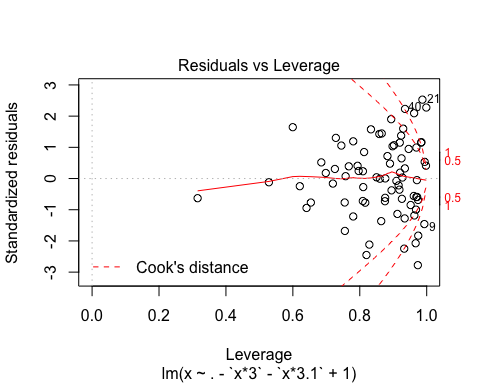 Residuals vs Leverage
Standardized residuals
3
2
1
0
-1
-2
-3
40
21
9
1
0.5
0.5
1
Cook's distance
0.0 0.2 0.4 0.6 0.8 1.0
Leverage
lm(x ~ . - `x*3` - `x*3.1` + 1)